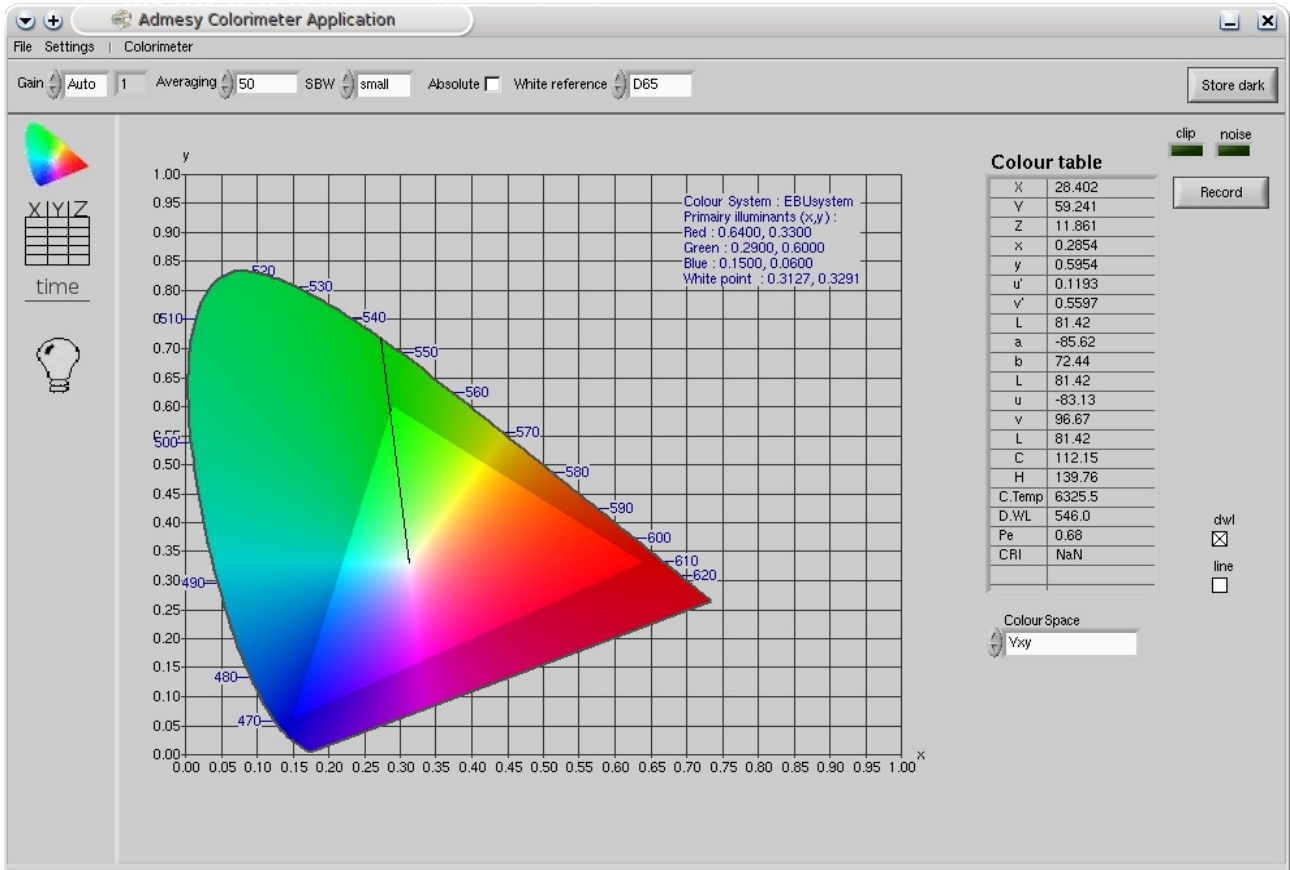 Admesy Colorimeter Application
File Settings | Colorimeter
Gain Auto 1 Averaging 50 SBW small Absolute White reference D65 Store dark
clip noise
Record
X|Y|Z
time
y
1.00
0.95
0.90
0.85
0.80
0.70
0.65
0.60
0.50
0.45
0.40
0.35
0.30
0.25
0.20
0.15
0.10
0.05
0.00
0.00 0.05 0.10 0.15 0.20 0.25 0.30 0.35 0.40 0.45 0.50 0.55 0.60 0.65 0.70 0.75 0.80 0.85 0.90 0.95 1.00
x
520
530
510
540
550
560
570
500
580
590
600
610
620
490
480
470
Colour System : EBUsystem
Primairy illuminants (x,y) :
Red : 0.6400, 0.3300
Green : 0.2900, 0.6000
Blue : 0.1500, 0.0600
White point : 0.3127, 0.3291
Colour table
X 28.402
Y 59.241
Z 11.861
x 0.2854
y 0.5954
u' 0.1193
v' 0.5597
L 81.42
a -85.62
b 72.44
L 81.42
u -83.13
v 96.67
L 81.42
C 112.15
H 139.76
C.Temp 6325.5
D.WL 546.0
Pe 0.68
CRI NaN
dwl
line
Colour Space
Yxy